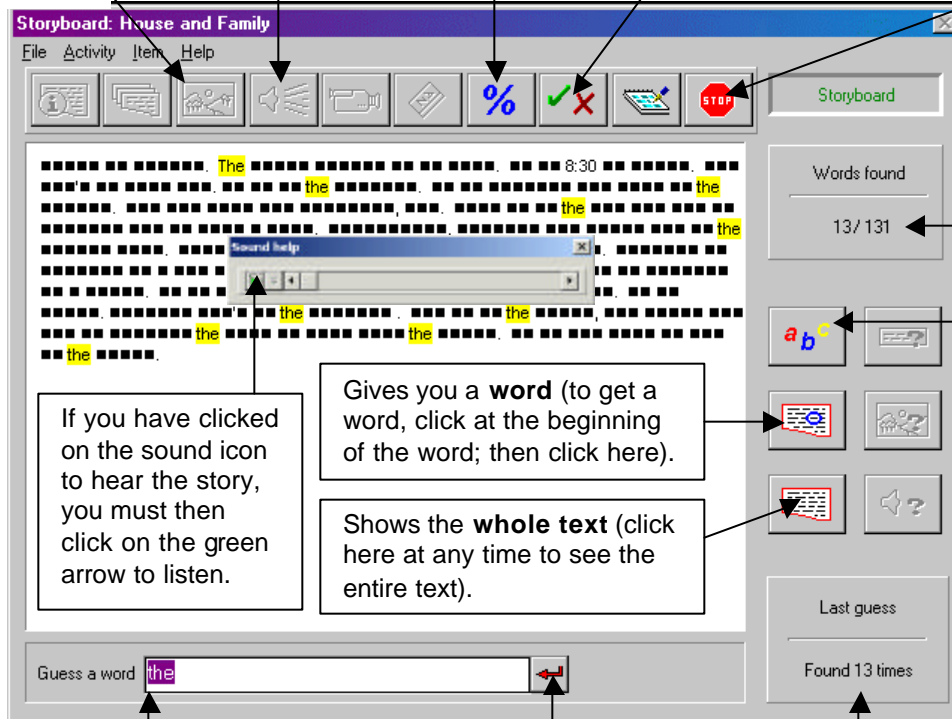 Storyboard: House and Family
File Activity Item Help
%
STOP
Storyboard
The 8:30
the the
the
the
the the
the the
the
Sound help
Words found
13/131
a b c
If you have clicked
on the sound icon
to hear the story,
you must then
click on the green
arrow to listen.
Gives you a word (to get a
word, click at the beginning
of the word; then click here).
Shows the whole text (click
here at any time to see the
entire text).
Last guess
Found 13 times
Guess a word the